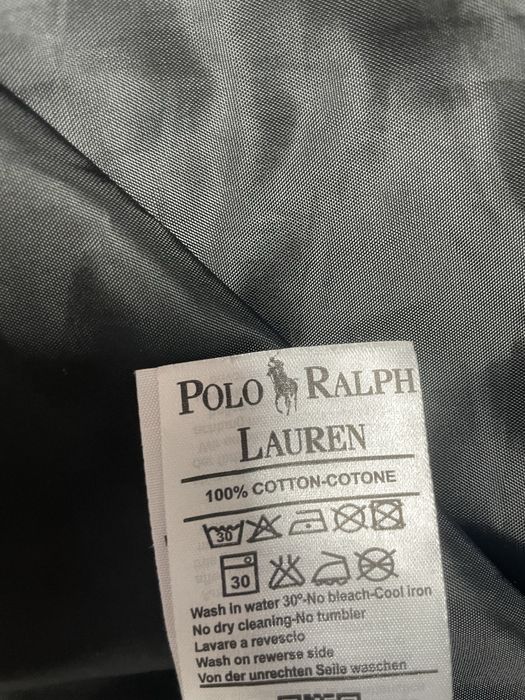 POLO RALPH
LAUREN
100% COTTON-COTONE
30
30
Wash in water 30º-No bleach-Cool iron
No dry cleaning-No tumbler
Lavare a revescio
Wash on rewerse side
Von der unrechten Seile waschen